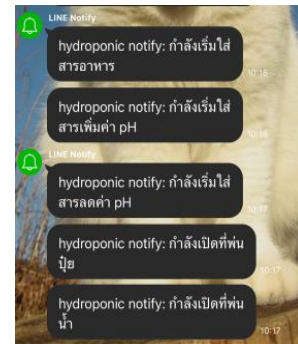 LINE Notify
hydroponic notify: กำลังเริ่มใส่
สารอาหาร
10:16
hydroponic notify: กำลังเริ่มใส่
สารเพิ่มค่า pH
10:16
LINE Notify
hydroponic notify: กำลังเริ่มใส่
สารลดค่า pH
10:17
hydroponic notify: กำลังเปิดที่พ่น
ปุ๋ย
10:17
hydroponic notify: กำลังเปิดที่พ่น
น้ำ
10:17